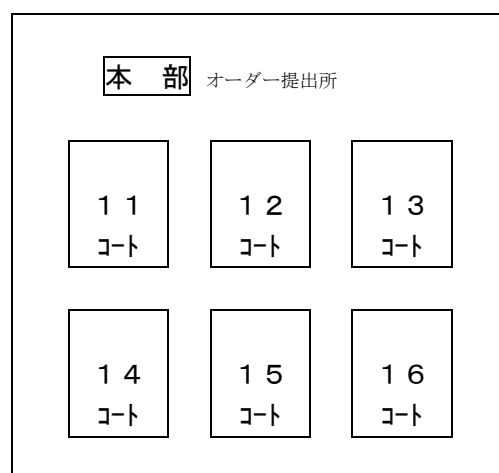 本　部 オーダー提出所
１１ １２ １３
ｺｰﾄ ｺｰﾄ ｺｰﾄ
１４ １５ １６
ｺｰﾄ ｺｰﾄ ｺｰﾄ